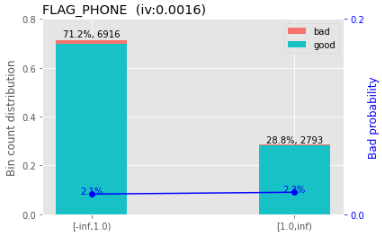 FLAG_PHONE (iv:0.0016)
0.8
0.6
0.4
0.2
0.0
Bin count distribution
71.2%, 6916
28.8%, 2793
2.1%
2.3%
bad
good
0.2
0.0
Bad probability
[-inf,1.0)
[1.0,inf)